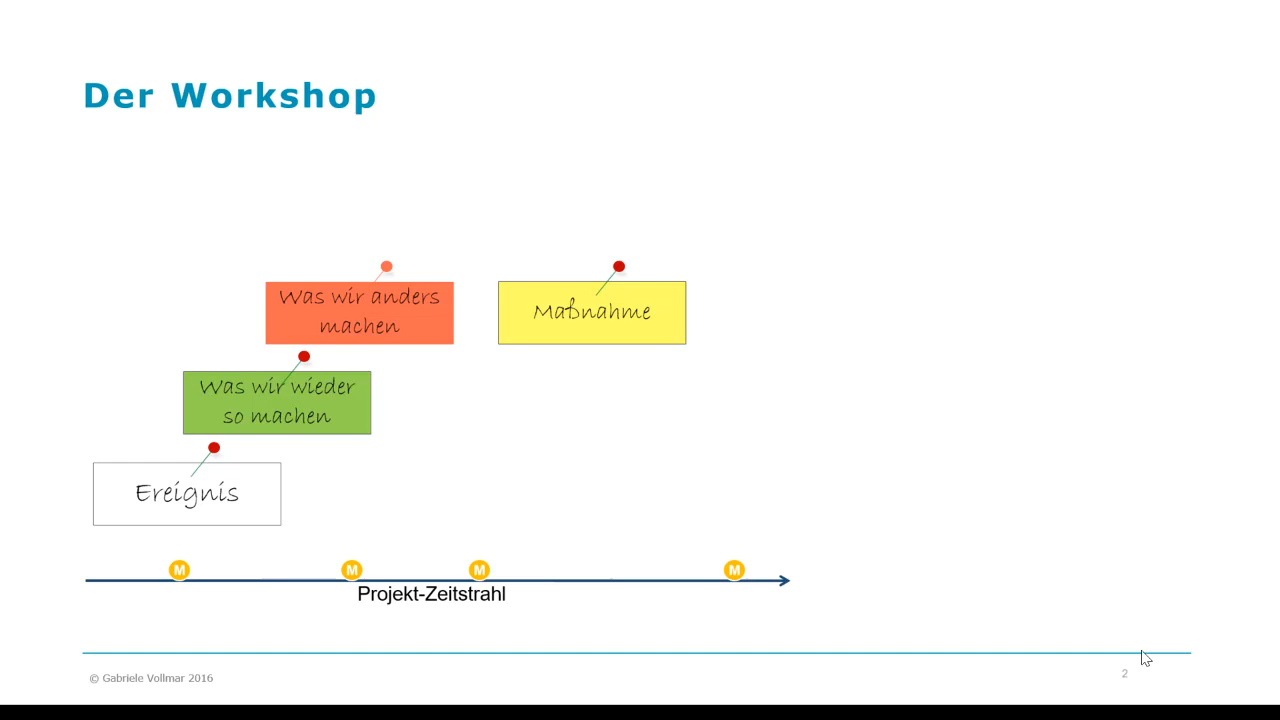 Der Workshop
Was wir anders
machen
Maßnahme
Was wir wieder
so machen
Ereignis
M M M M
Projekt-Zeitstrahl
© Gabriele Vollmar 2016
2